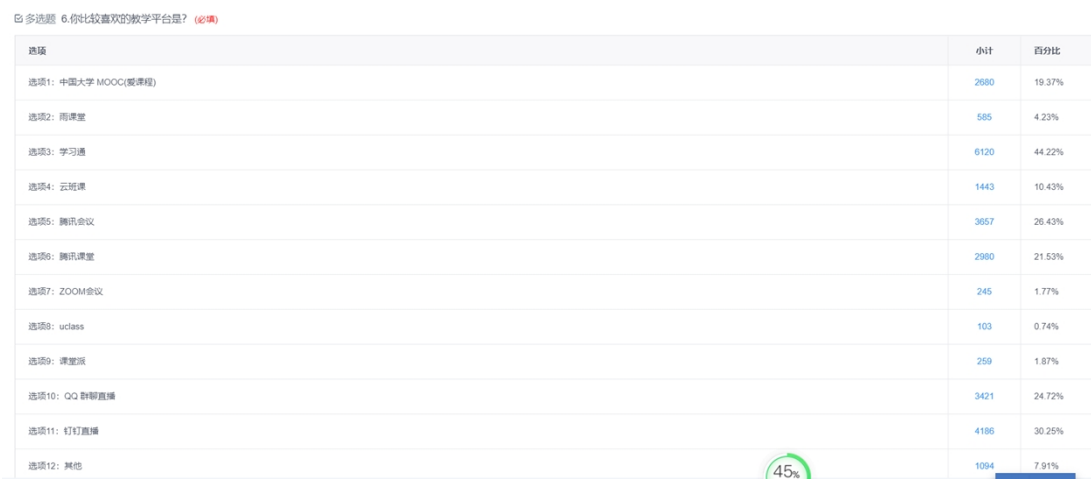 多选题 6.你比较喜欢的教学平台是? (必填)
选项 小计 百分比
选项1: 中国大学 MOOC(爱课程) 2680 19.37%
选项2: 雨课堂 585 4.23%
选项3: 学习通 6120 44.22%
选项4: 云班课 1443 10.43%
选项5: 腾讯会议 3657 26.43%
选项6: 腾讯课堂 2980 21.53%
选项7: ZOOM会议 245 1.77%
选项8: uclass 103 0.74%
选项9: 课堂派 259 1.87%
选项10: QQ 群聊直播 3421 24.72%
选项11: 钉钉直播 4186 30.25%
选项12: 其他 1094 7.91%
45%